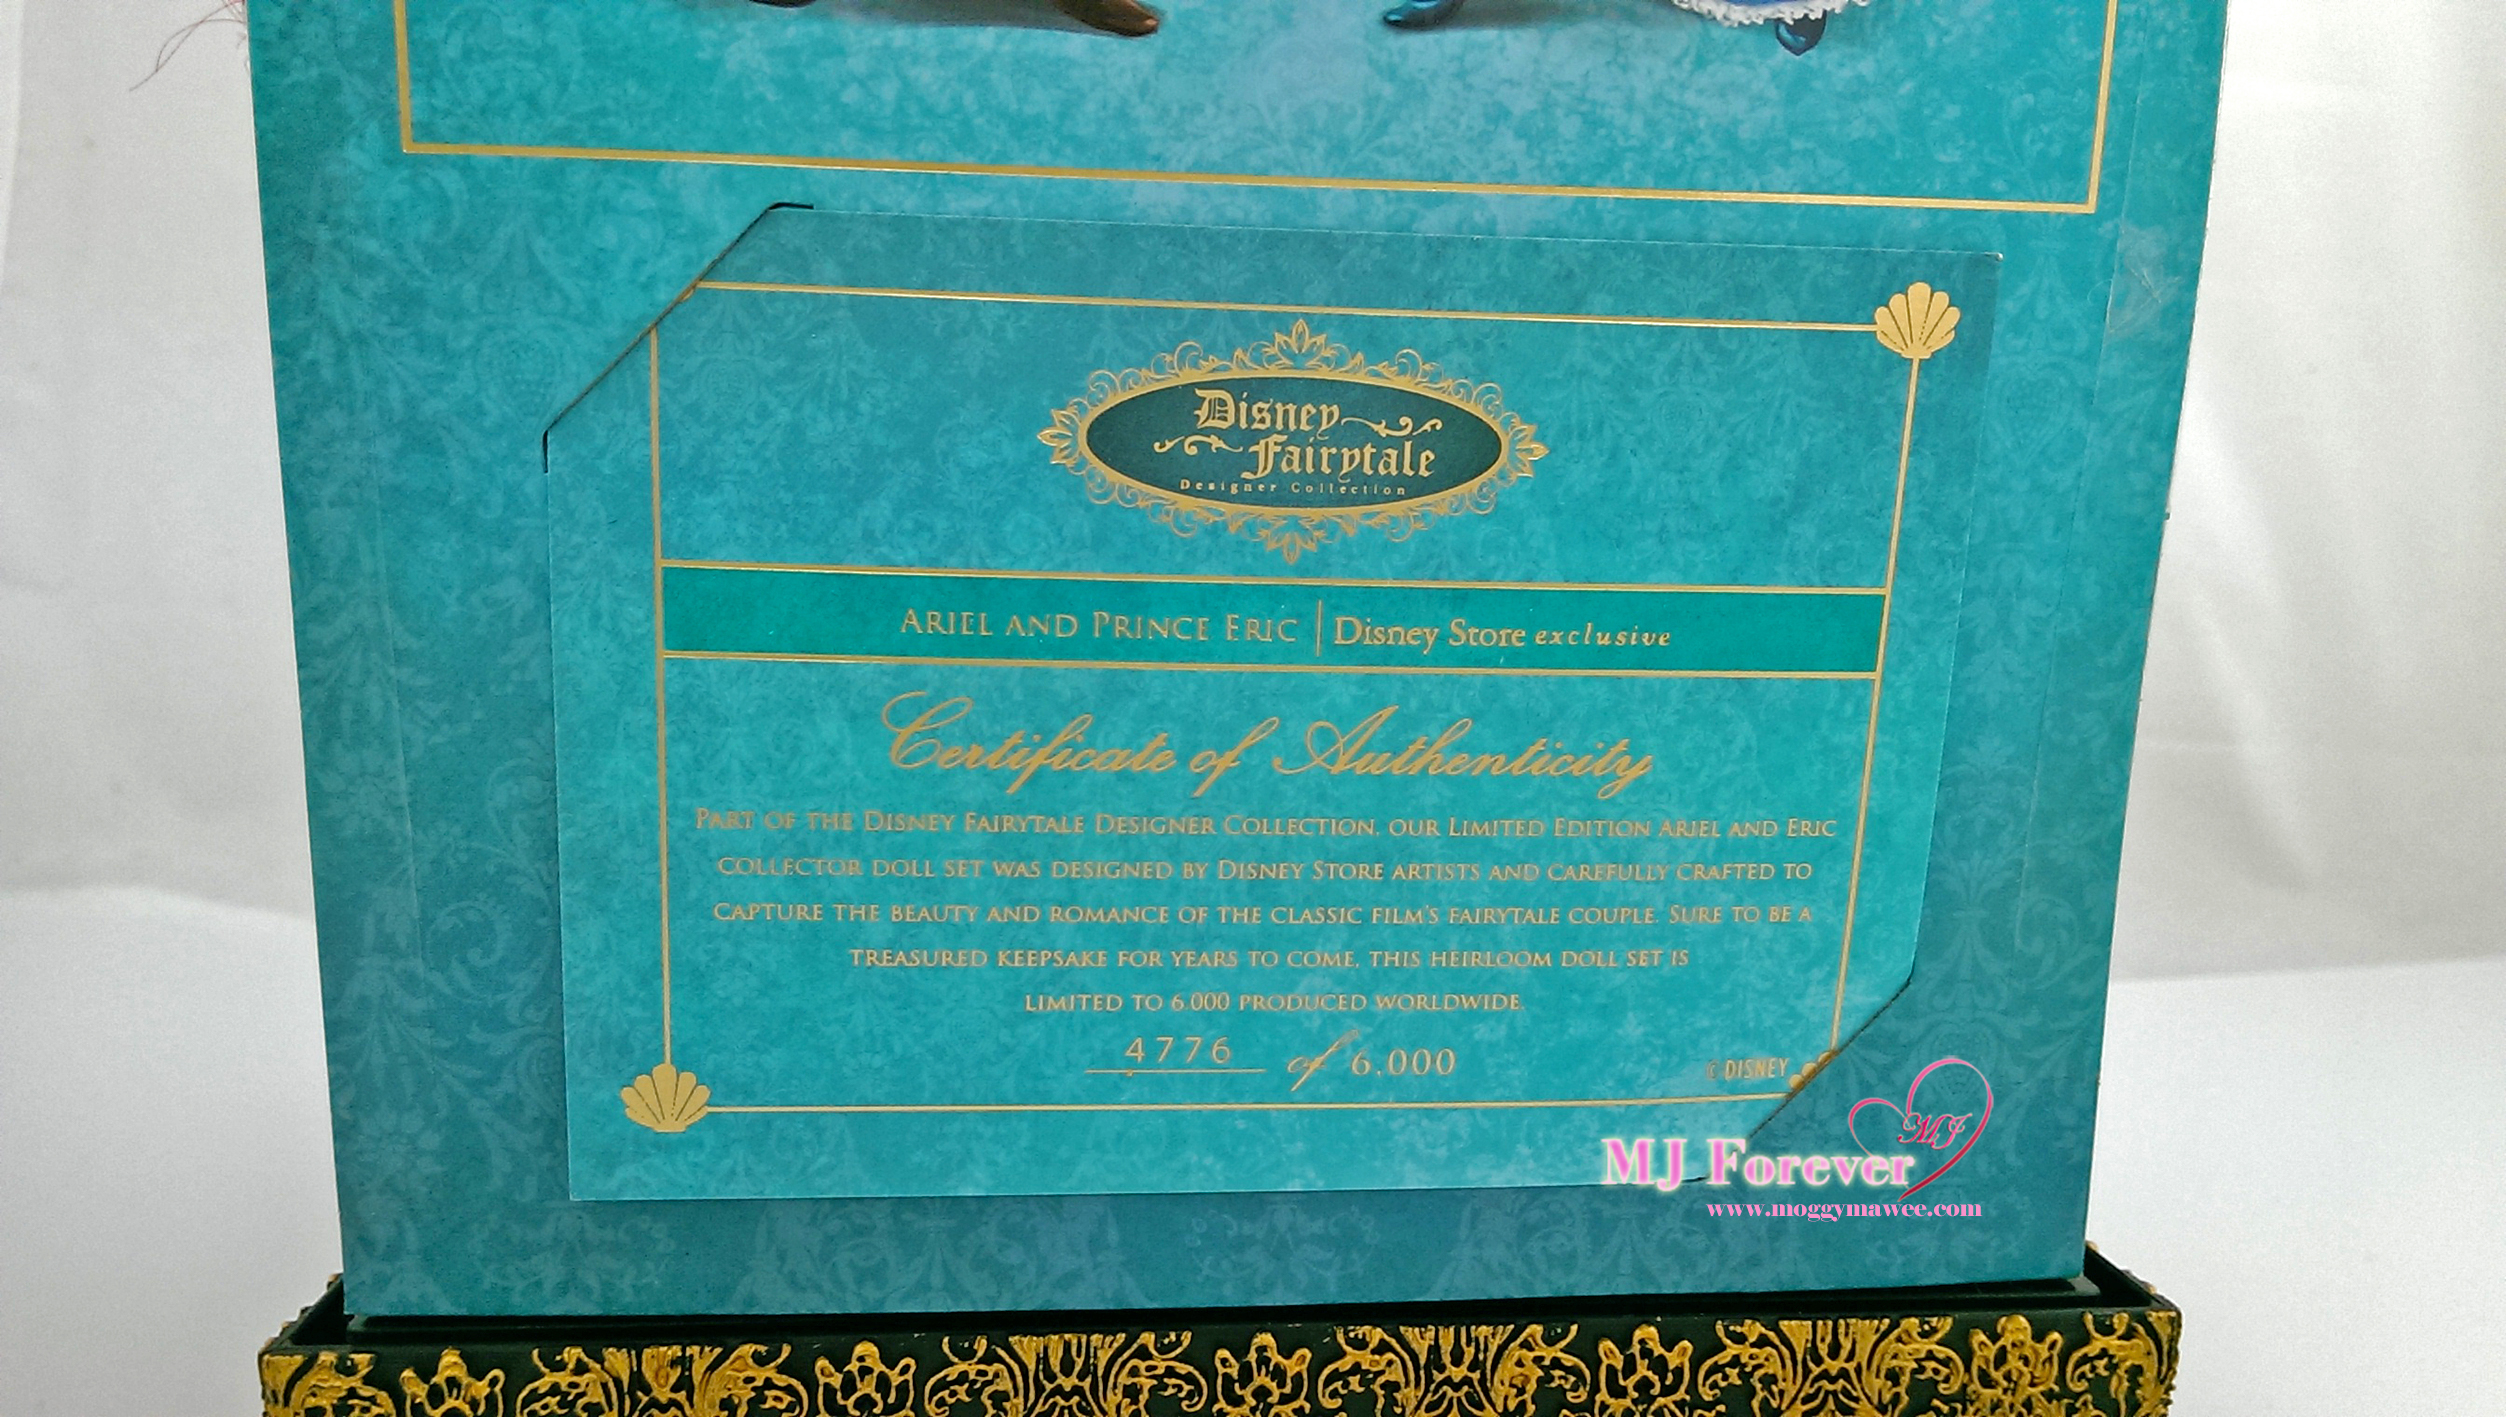 Disney
Fairytale
Designer Collection
ARIEL AND PRINCE ERIC | Disney Store exclusive
Certificate of Authenticity
PART OF THE DISNEY FAIRYTALE DESIGNER COLLECTION, OUR LIMITED EDITION ARIEL AND ERIC
COLLECTOR DOLL SET WAS DESIGNED BY DISNEY STORE ARTISTS AND CAREFULLY CRAFTED TO
CAPTURE THE BEAUTY AND ROMANCE OF THE CLASSIC FILM'S FAIRYTALE COUPLE. SURE TO BE A
TREASURED KEEPSAKE FOR YEARS TO COME, THIS HEIRLOOM DOLL SET IS
LIMITED TO 6,000 PRODUCED WORLDWIDE.
4776 of 6,000
© DISNEY
MJ
MJ Forever
www.moggymawee.com